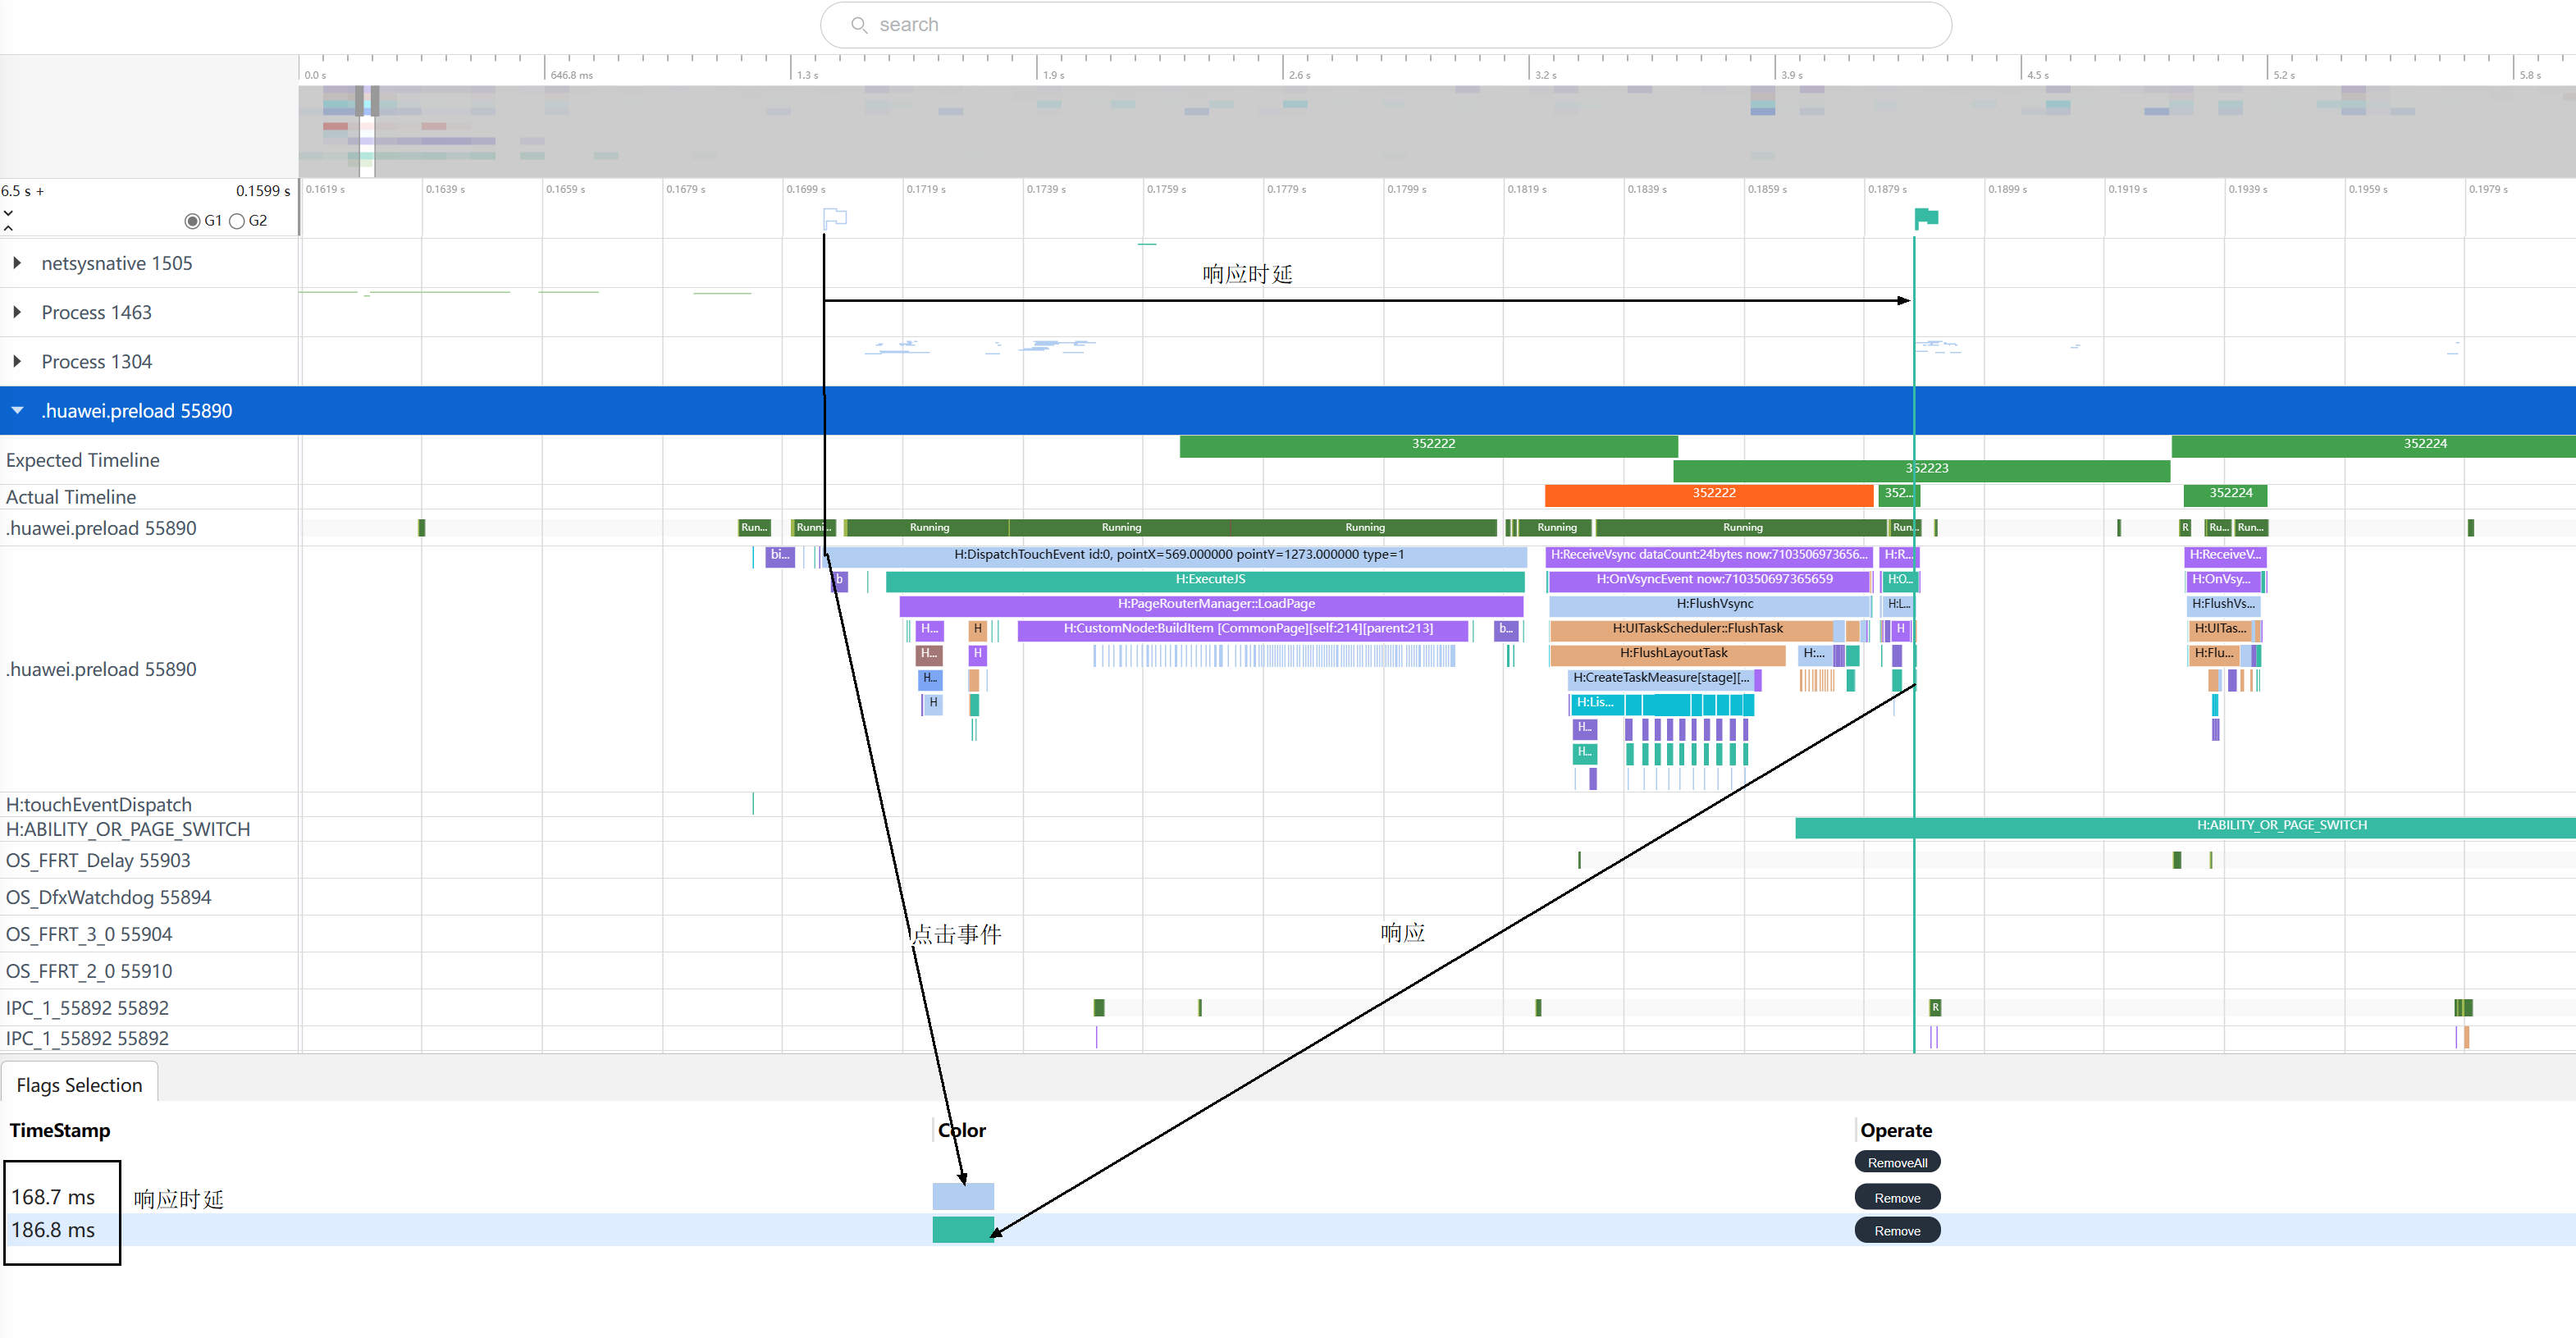 search
0.0 s 646.8 ms 1.3 s 1.9 s 2.6 s 3.2 s 3.9 s 4.5 s 5.2 s 5.8 s
6.5 s + 0.1599 s 0.1619 s 0.1639 s 0.1659 s 0.1679 s 0.1699 s 0.1719 s 0.1739 s 0.1759 s 0.1779 s 0.1799 s 0.1819 s 0.1839 s 0.1859 s 0.1879 s 0.1899 s 0.1919 s 0.1939 s 0.1959 s 0.1979 s
G1 G2
netsysnative 1505
响应时延
Process 1463
Process 1304
.huawei.preload 55890
352222 352224
Expected Timeline
352223
Actual Timeline 352222 352... 352224
.huawei.preload 55890 Run... Runni... Running Running Running Running Running Run... R Ru... Run...
bi... H:DispatchTouchEvent id:0, pointX=569.000000 pointY=1273.000000 type=1 H:ReceiveVsync dataCount:24bytes now:7103506973656... H:R... H:ReceiveV...
b H:ExecuteJS H:OnVsyncEvent now:710350697365659 H:O... H:OnVsy...
H:PageRouterManager::LoadPage H:FlushVsync H:L... H:FlushVs...
H... H H:CustomNode:BuildItem [CommonPage][self:214][parent:213] b... H:UITaskScheduler::FlushTask H H:UITas...
H... H H:FlushLayoutTask H:... H:Flu...
.huawei.preload 55890
H... H:CreateTaskMeasure[stage][...
H H:Lis...
H...
H...
H:touchEventDispatch
H:ABILITY_OR_PAGE_SWITCH H:ABILITY_OR_PAGE_SWITCH
OS_FFRT_Delay 55903
OS_DfxWatchdog 55894
OS_FFRT_3_0 55904
点击事件 响应
OS_FFRT_2_0 55910
IPC_1_55892 55892 R
IPC_1_55892 55892
Flags Selection
TimeStamp Color Operate
RemoveAll
168.7 ms 响应时延 Remove
186.8 ms Remove